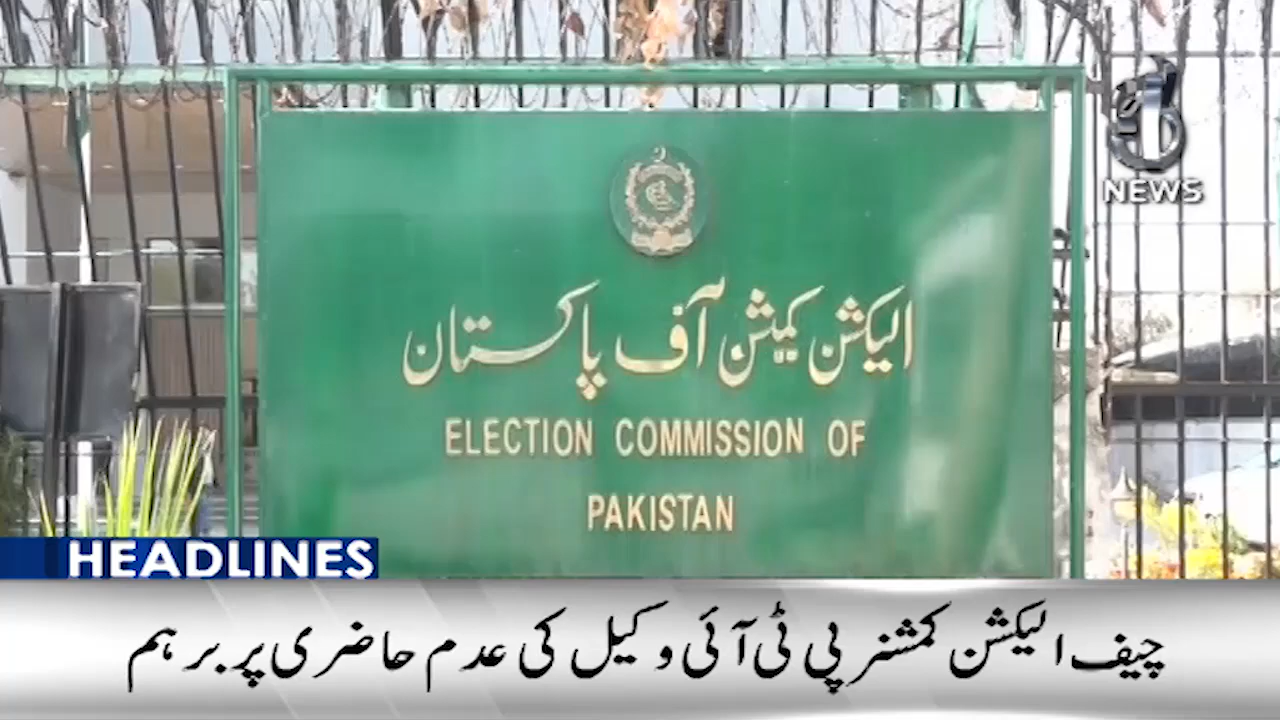 NEWS
الیکشن کمیشن آف پاکستان
ELECTION COMMISSION OF
PAKISTAN
HEADLINES
چیف الیکشن کمشنر پی ٹی آئی وکیل کی عدم حاضری پر برہم